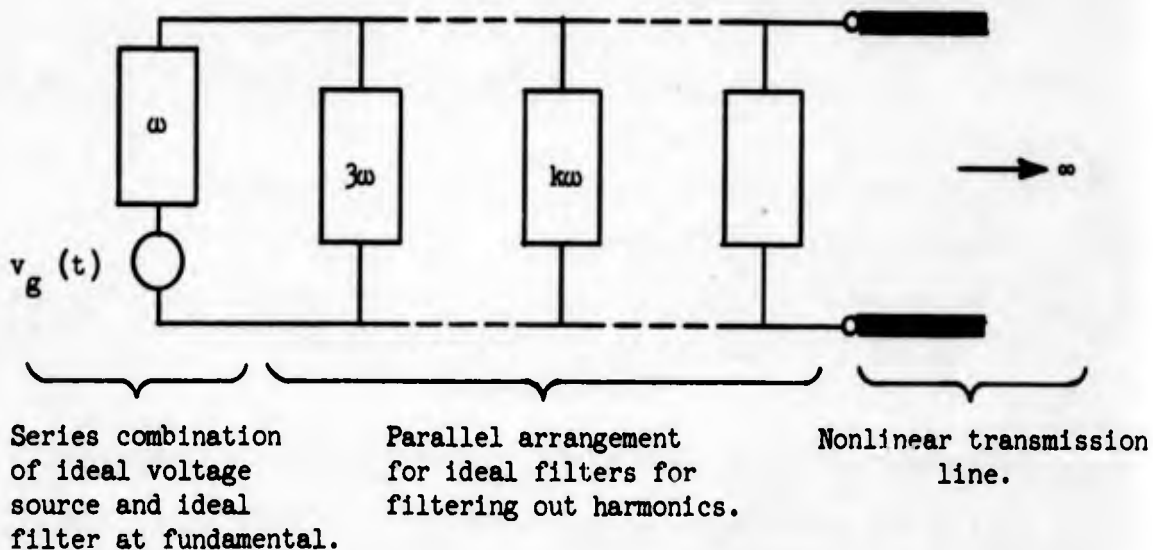 ω
3ω
kω
∞
v_g (t)
Series combination
of ideal voltage
source and ideal
filter at fundamental.
Parallel arrangement
for ideal filters for
filtering out harmonics.
Nonlinear transmission
line.